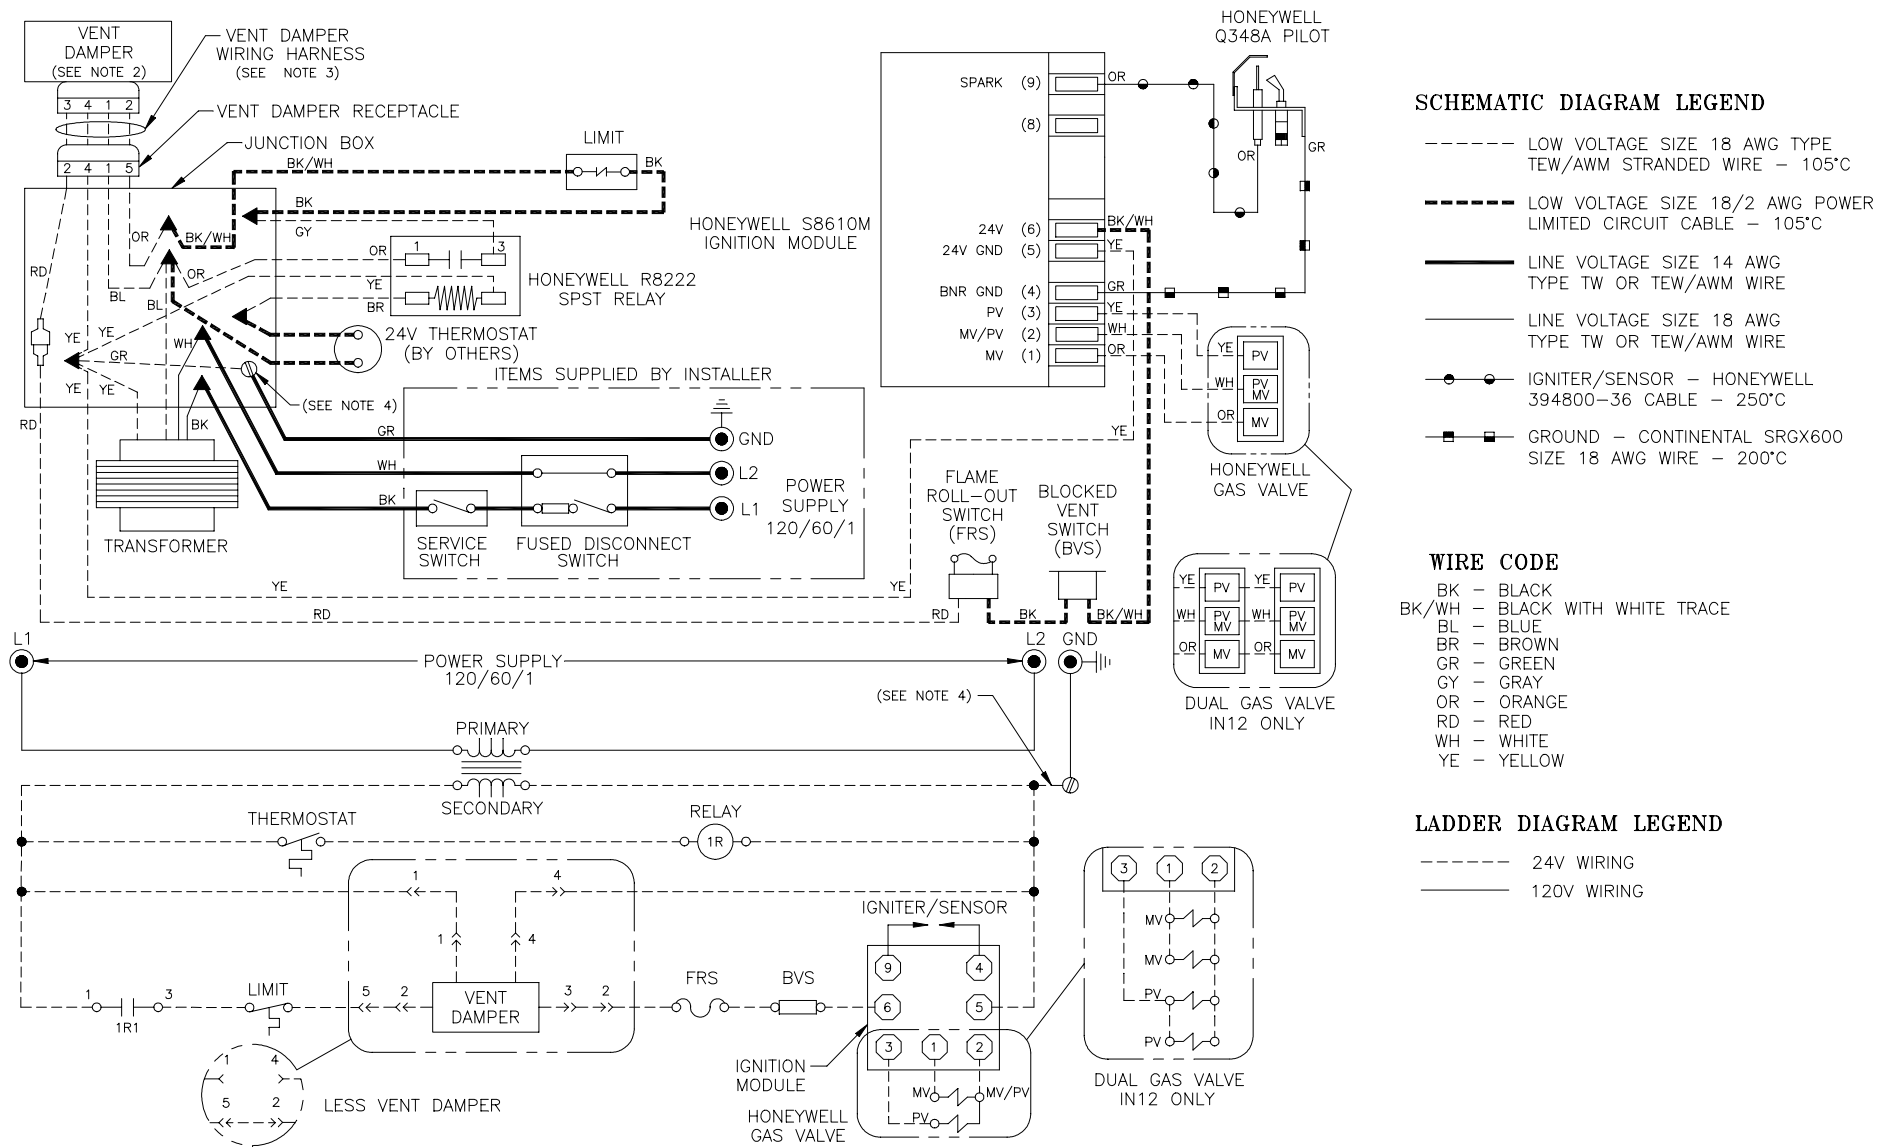 VENT
DAMPER
(SEE NOTE 2)
VENT DAMPER
WIRING HARNESS
(SEE NOTE 3)
3 4 1 2
VENT DAMPER RECEPTACLE
2 4 1 5
JUNCTION BOX
BK/WH
LIMIT
BK
BK
GY
OR
BK/WH
RD
BL
OR
BL
OR
1
3
YE
BR
HONEYWELL R8222
SPST RELAY
HONEYWELL S8610M
IGNITION MODULE
24V THERMOSTAT
(BY OTHERS)
YE
YE
GR
WH
YE
YE
RD
BK
(SEE NOTE 4)
TRANSFORMER
ITEMS SUPPLIED BY INSTALLER
GR
GND
WH
L2
BK
L1
POWER
SUPPLY
120/60/1
SERVICE
SWITCH
FUSED DISCONNECT
SWITCH
YE
YE
RD
RD
BK
BK/WH
FLAME
ROLL-OUT
SWITCH
(FRS)
BLOCKED
VENT
SWITCH
(BVS)
HONEYWELL
Q348A PILOT
SPARK (9)
OR
(8)
OR
GR
24V (6)
BK/WH
24V GND (5)
YE
BNR GND (4)
GR
PV (3)
YE
MV/PV (2)
WH
MV (1)
OR
YE
YE
PV
WH
PV
MV
OR
MV
HONEYWELL
GAS VALVE
YE
PV
YE
PV
WH
PV
MV
WH
PV
MV
OR
MV
OR
MV
DUAL GAS VALVE
IN12 ONLY
L1
POWER SUPPLY
120/60/1
L2
GND
(SEE NOTE 4)
PRIMARY
SECONDARY
THERMOSTAT
RELAY
1R
1
4
1
4
1
3
1R1
LIMIT
5
2
VENT
DAMPER
3
2
FRS
BVS
IGNITER/SENSOR
9
4
6
5
3
1
2
IGNITION
MODULE
MV
MV/PV
PV
HONEYWELL
GAS VALVE
1
4
5
2
LESS VENT DAMPER
3
1
2
MV
MV
PV
PV
DUAL GAS VALVE
IN12 ONLY
SCHEMATIC DIAGRAM LEGEND
LOW VOLTAGE SIZE 18 AWG TYPE
TEW/AWM STRANDED WIRE – 105°C
LOW VOLTAGE SIZE 18/2 AWG POWER
LIMITED CIRCUIT CABLE – 105°C
LINE VOLTAGE SIZE 14 AWG
TYPE TW OR TEW/AWM WIRE
LINE VOLTAGE SIZE 18 AWG
TYPE TW OR TEW/AWM WIRE
IGNITER/SENSOR – HONEYWELL
394800-36 CABLE – 250°C
GROUND – CONTINENTAL SRGX600
SIZE 18 AWG WIRE – 200°C
WIRE CODE
BK – BLACK
BK/WH – BLACK WITH WHITE TRACE
BL – BLUE
BR – BROWN
GR – GREEN
GY – GRAY
OR – ORANGE
RD – RED
WH – WHITE
YE – YELLOW
LADDER DIAGRAM LEGEND
24V WIRING
120V WIRING